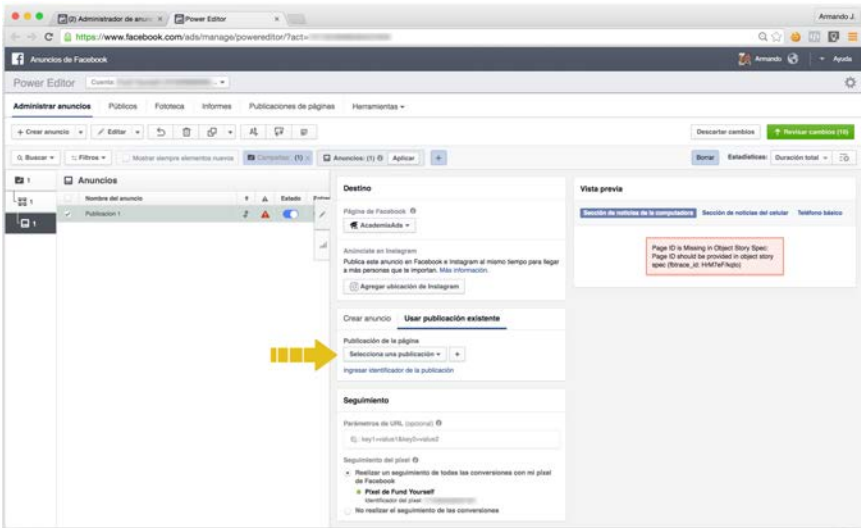 (2) Administrador de anunc × Power Editor × Armando J.
https://www.facebook.com/ads/manage/powereditor/?act=
Anuncios de Facebook Armando Ayuda
Power Editor Cuenta:
Administrar anuncios Públicos Fototeca Informes Publicaciones de páginas Herramientas
+ Crear anuncio Editar Descartar cambios Revisar cambios (16)
Buscar Filtros Mostrar siempre elementos nuevos Campañas: (1) Anuncios: (1) Aplicar + Borrar Estadísticas: Duración total
1 Anuncios
1 Nombre del anuncio Estado
1 Publicacion 1
Destino
Página de Facebook
AcademiaAds
Anúnciate en Instagram
Publica este anuncio en Facebook e Instagram al mismo tiempo para llegar
a más personas que te importan. Más información.
Agregar ubicación de Instagram
Crear anuncio Usar publicación existente
Publicación de la página
Selecciona una publicación +
Ingresar identificador de la publicación
Seguimiento
Parámetros de URL (opcional)
Ej.: key1=value1&key2=value2
Seguimiento del píxel
Realizar un seguimiento de todas las conversiones con mi píxel
de Facebook
Pixel de Fund Yourself
Identificador del píxel:
No realizar el seguimiento de las conversiones
Vista previa
Sección de noticias de la computadora Sección de noticias del celular Teléfono básico
Page ID is Missing in Object Story Spec:
Page ID should be provided in object story
spec (fbtrace_id: